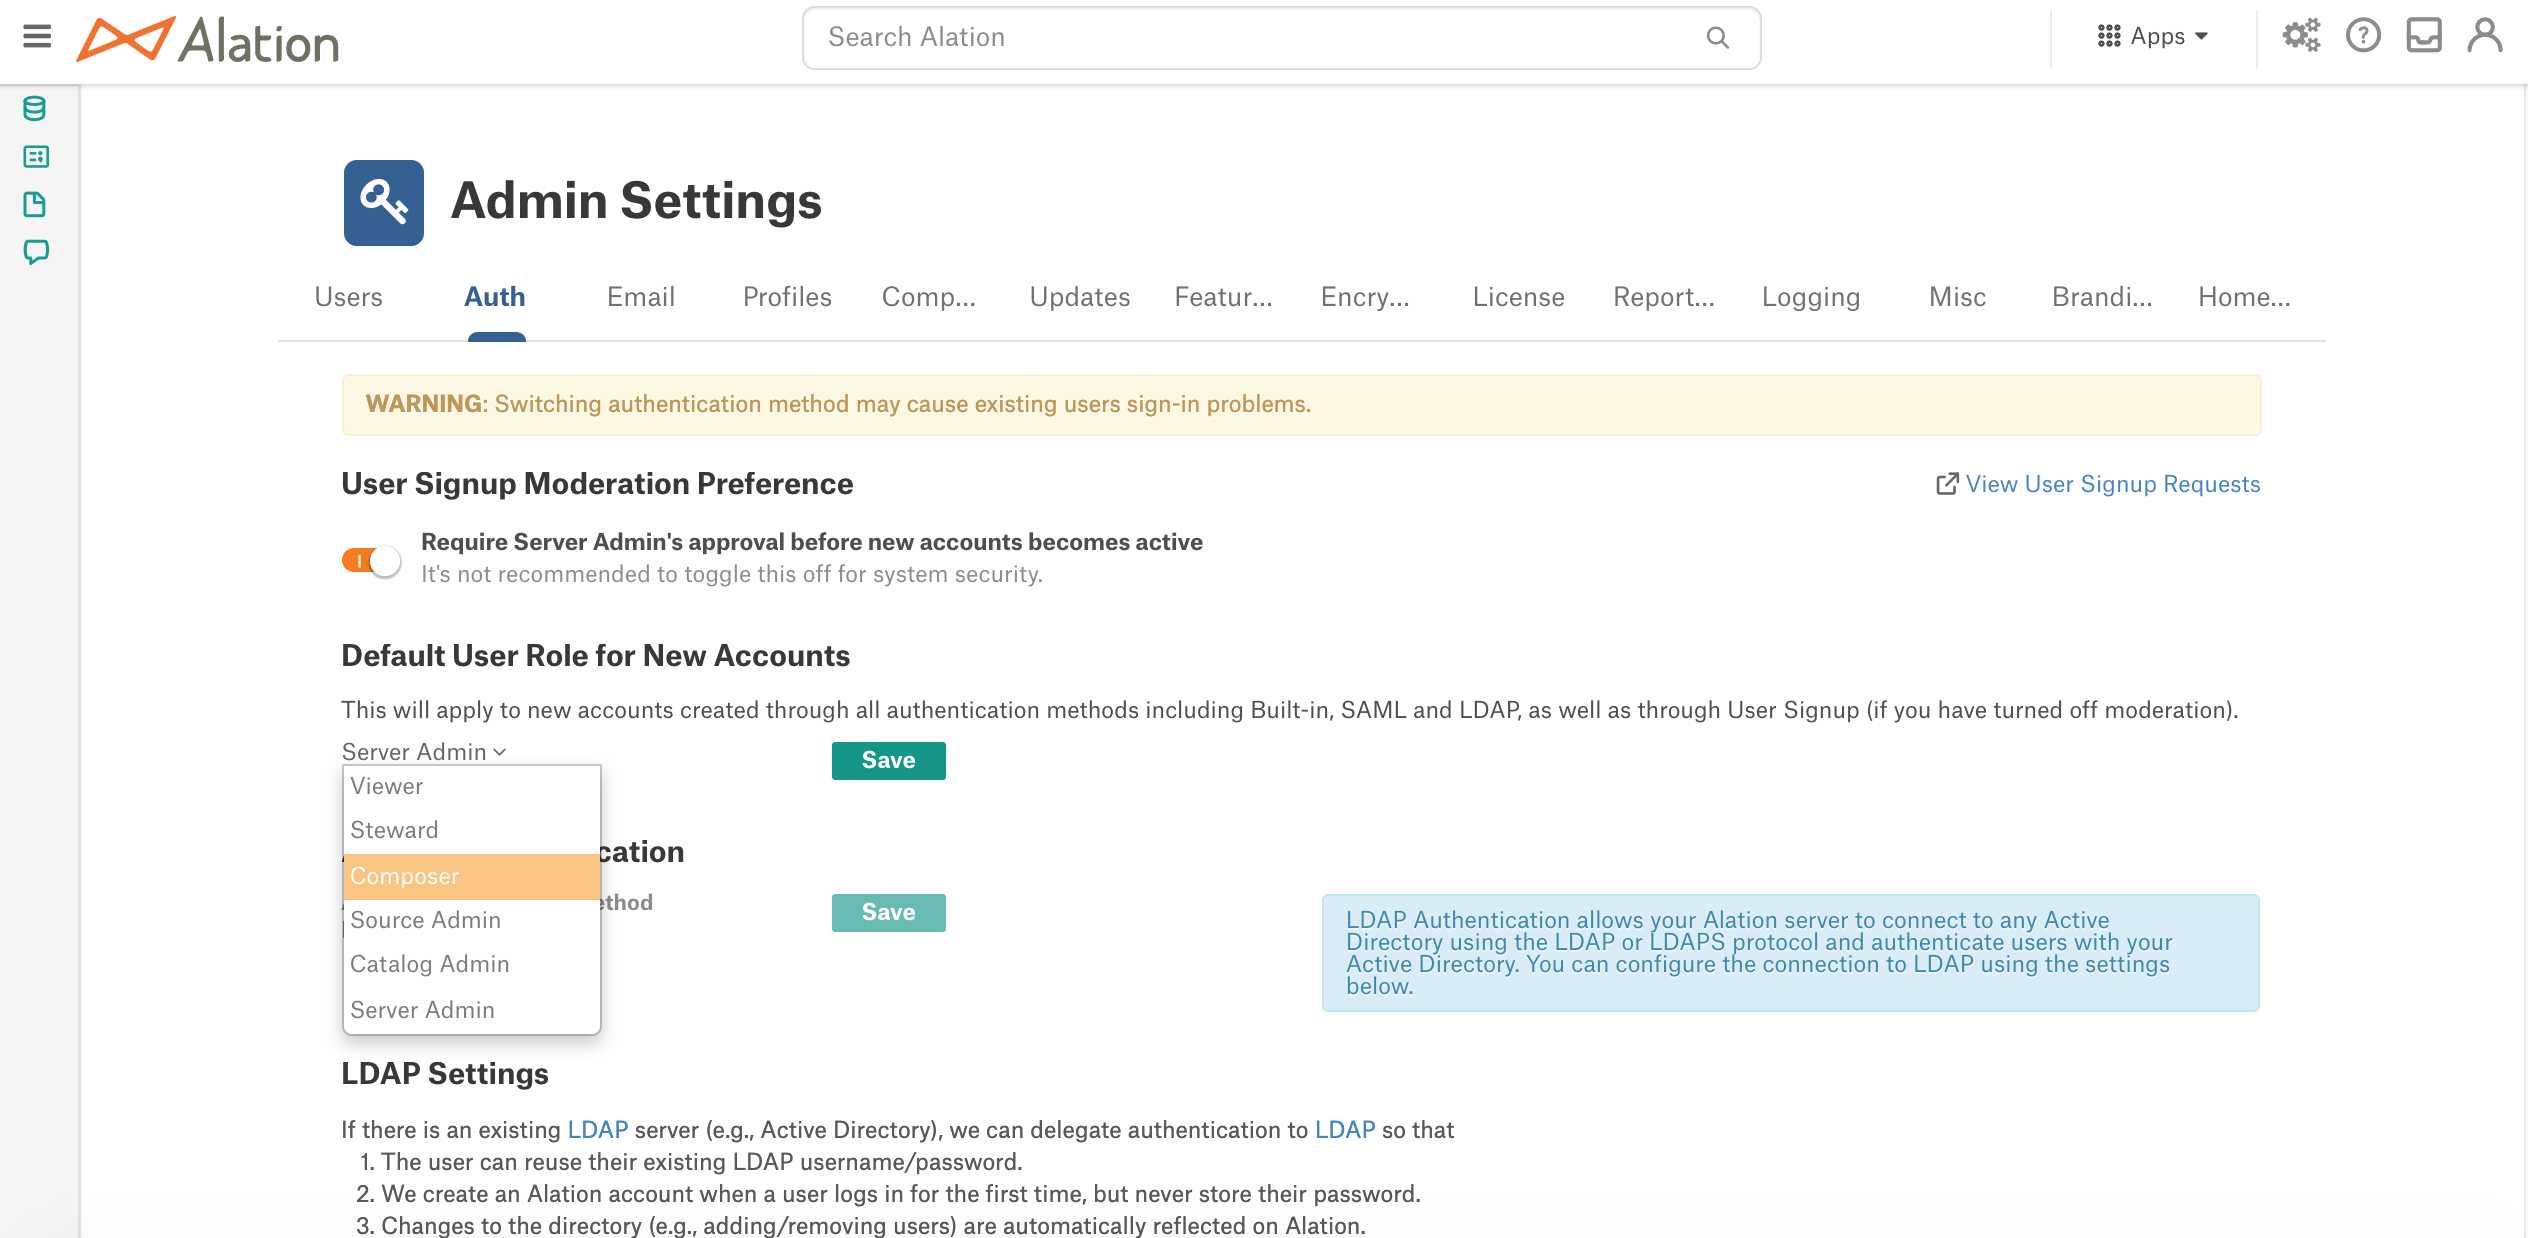 Alation
Search Alation
Apps
Admin Settings
Users Auth Email Profiles Comp... Updates Featur... Encry... License Report... Logging Misc Brandi... Home...
WARNING: Switching authentication method may cause existing users sign-in problems.
User Signup Moderation Preference
View User Signup Requests
Require Server Admin's approval before new accounts becomes active
It's not recommended to toggle this off for system security.
Default User Role for New Accounts
This will apply to new accounts created through all authentication methods including Built-in, SAML and LDAP, as well as through User Signup (if you have turned off moderation).
Server Admin
Save
Viewer
Steward
Composer
Source Admin
Catalog Admin
Server Admin
cation
ethod
Save
LDAP Authentication allows your Alation server to connect to any Active
Directory using the LDAP or LDAPS protocol and authenticate users with your
Active Directory. You can configure the connection to LDAP using the settings
below.
LDAP Settings
If there is an existing LDAP server (e.g., Active Directory), we can delegate authentication to LDAP so that
1. The user can reuse their existing LDAP username/password.
2. We create an Alation account when a user logs in for the first time, but never store their password.
3. Changes to the directory (e.g., adding/removing users) are automatically reflected on Alation.